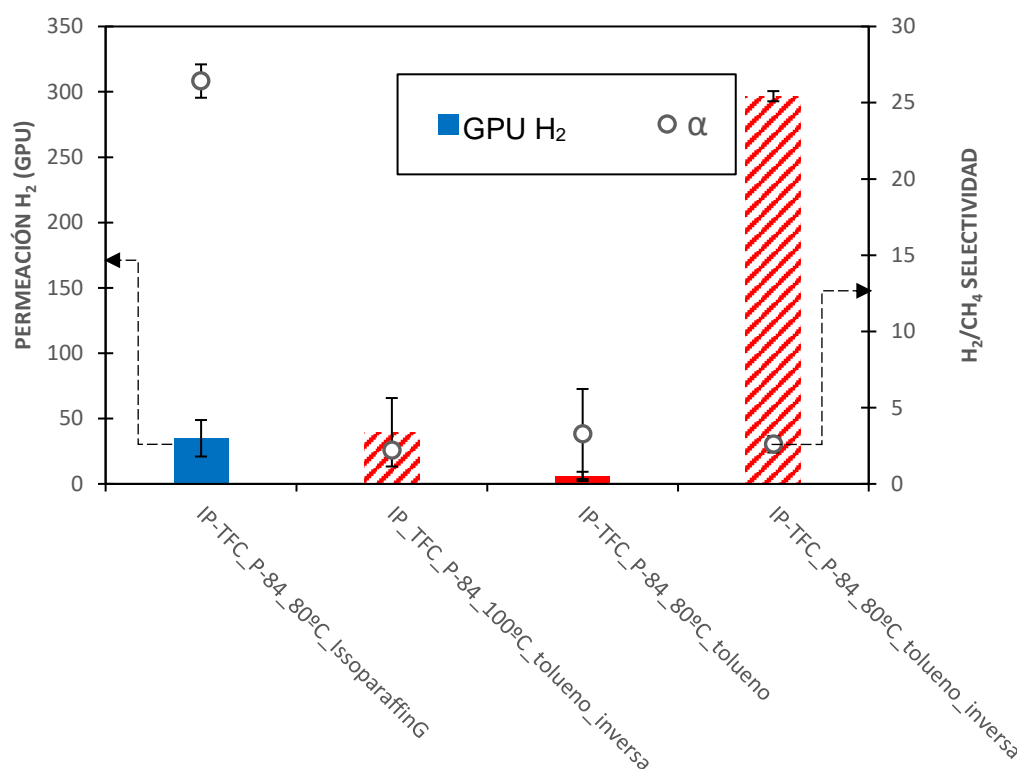 350
300
250
200
150
100
50
0
PERMEACIÓN H₂ (GPU)
GPU H₂
α
30
25
20
15
10
5
0
H₂/CH₄ SELECTIVIDAD
IP-TFC_P-84_80ºC_IssoparaffinG
IP_TFC_P-84_100ºC_tolueno_inversa
IP-TFC_P-84_80ºC_tolueno
IP-TFC_P-84_80ºC_tolueno_inversa